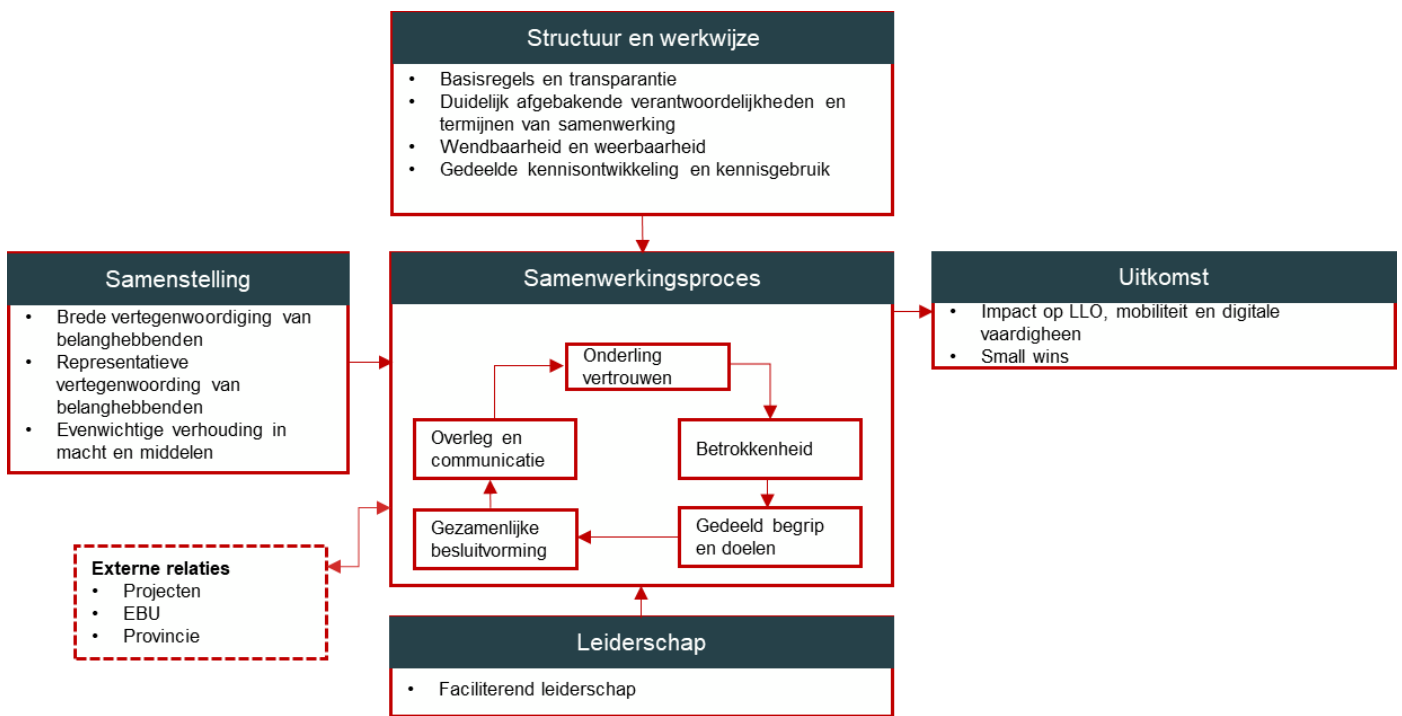 Structuur en werkwijze
• Basisregels en transparantie
• Duidelijk afgebakende verantwoordelijkheden en
termijnen van samenwerking
• Wendbaarheid en weerbaarheid
• Gedeelde kennisontwikkeling en kennisgebruik
Samenstelling
• Brede vertegenwoordiging van
belanghebbenden
• Representatieve
vertegenwoording van
belanghebbenden
• Evenwichtige verhouding in
macht en middelen
Samenwerkingsproces
Onderling
vertrouwen
Betrokkenheid
Gedeeld begrip
en doelen
Gezamenlijke
besluitvorming
Overleg en
communicatie
Uitkomst
• Impact op LLO, mobiliteit en digitale
vaardigheen
• Small wins
Externe relaties
• Projecten
• EBU
• Provincie
Leiderschap
• Faciliterend leiderschap